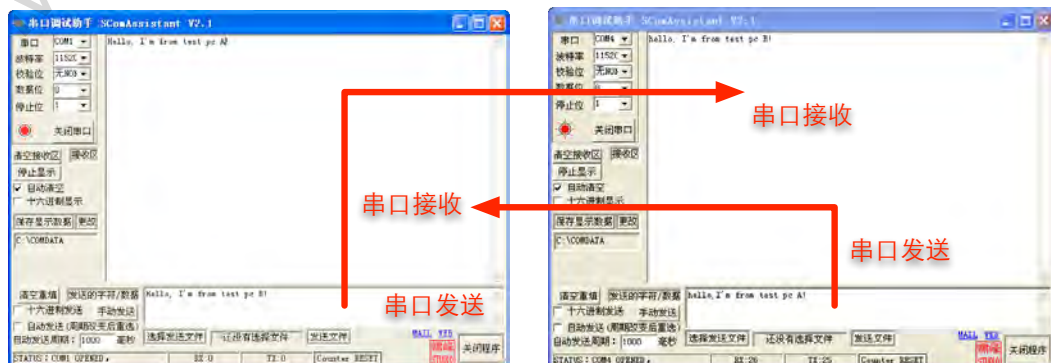 串口调试助手 SComAssistant V2.1
串口 COM1
Hello, I'm from test pc A!
波特率 11520
校验位 无NON
数据位 8
停止位 1
关闭串口
清空接收区 接收区
停止显示
自动清空
十六进制显示
保存显示数据 更改
C:\COMDATA
清空重填 发送的字符/数据
Hello, I'm from test pc B!
十六进制发送 手动发送
自动发送(周期改变后重选)
自动发送周期: 1000 毫秒 选择发送文件 还没有选择文件 发送文件
MAIL WEB
关闭程序
STATUS: COM1 OPENED, RX:0 TX:0 Counter RESET
串口接收
串口发送
串口调试助手 SComAssistant V2.1
串口 COM4
hello, I'm from test pc B!
波特率 11520
校验位 无NON
数据位 8
停止位 1
关闭串口
清空接收区 接收区
停止显示
自动清空
十六进制显示
保存显示数据 更改
C:\COMDATA
清空重填 发送的字符/数据
hello,I'm from test pc A!
十六进制发送 手动发送
自动发送(周期改变后重选)
自动发送周期: 1000 毫秒 选择发送文件 还没有选择文件 发送文件
MAIL WEB
关闭程序
STATUS: COM4 OPENED, RX:26 TX:25 Counter RESET
串口接收
串口发送